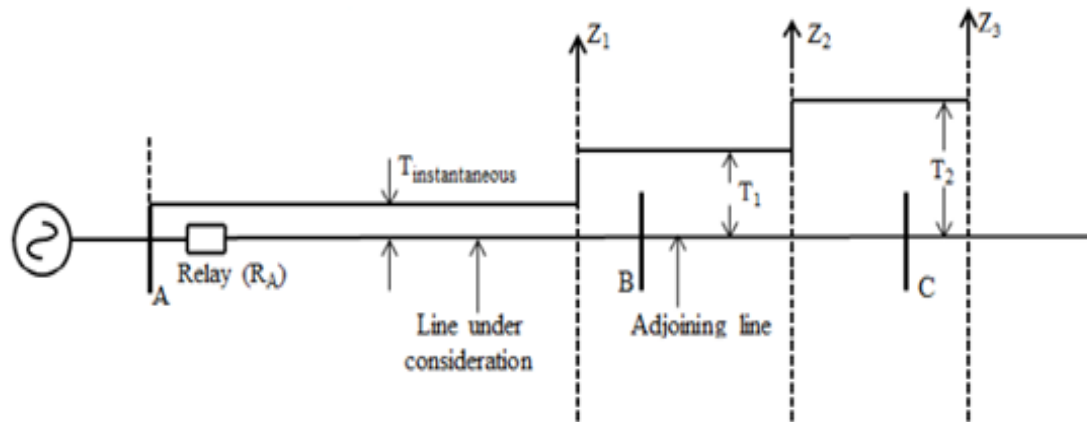 Z1
Z2
Z3
Tinstantaneous
T1
T2
A
Relay (RA)
B
C
Line under
consideration
Adjoining line